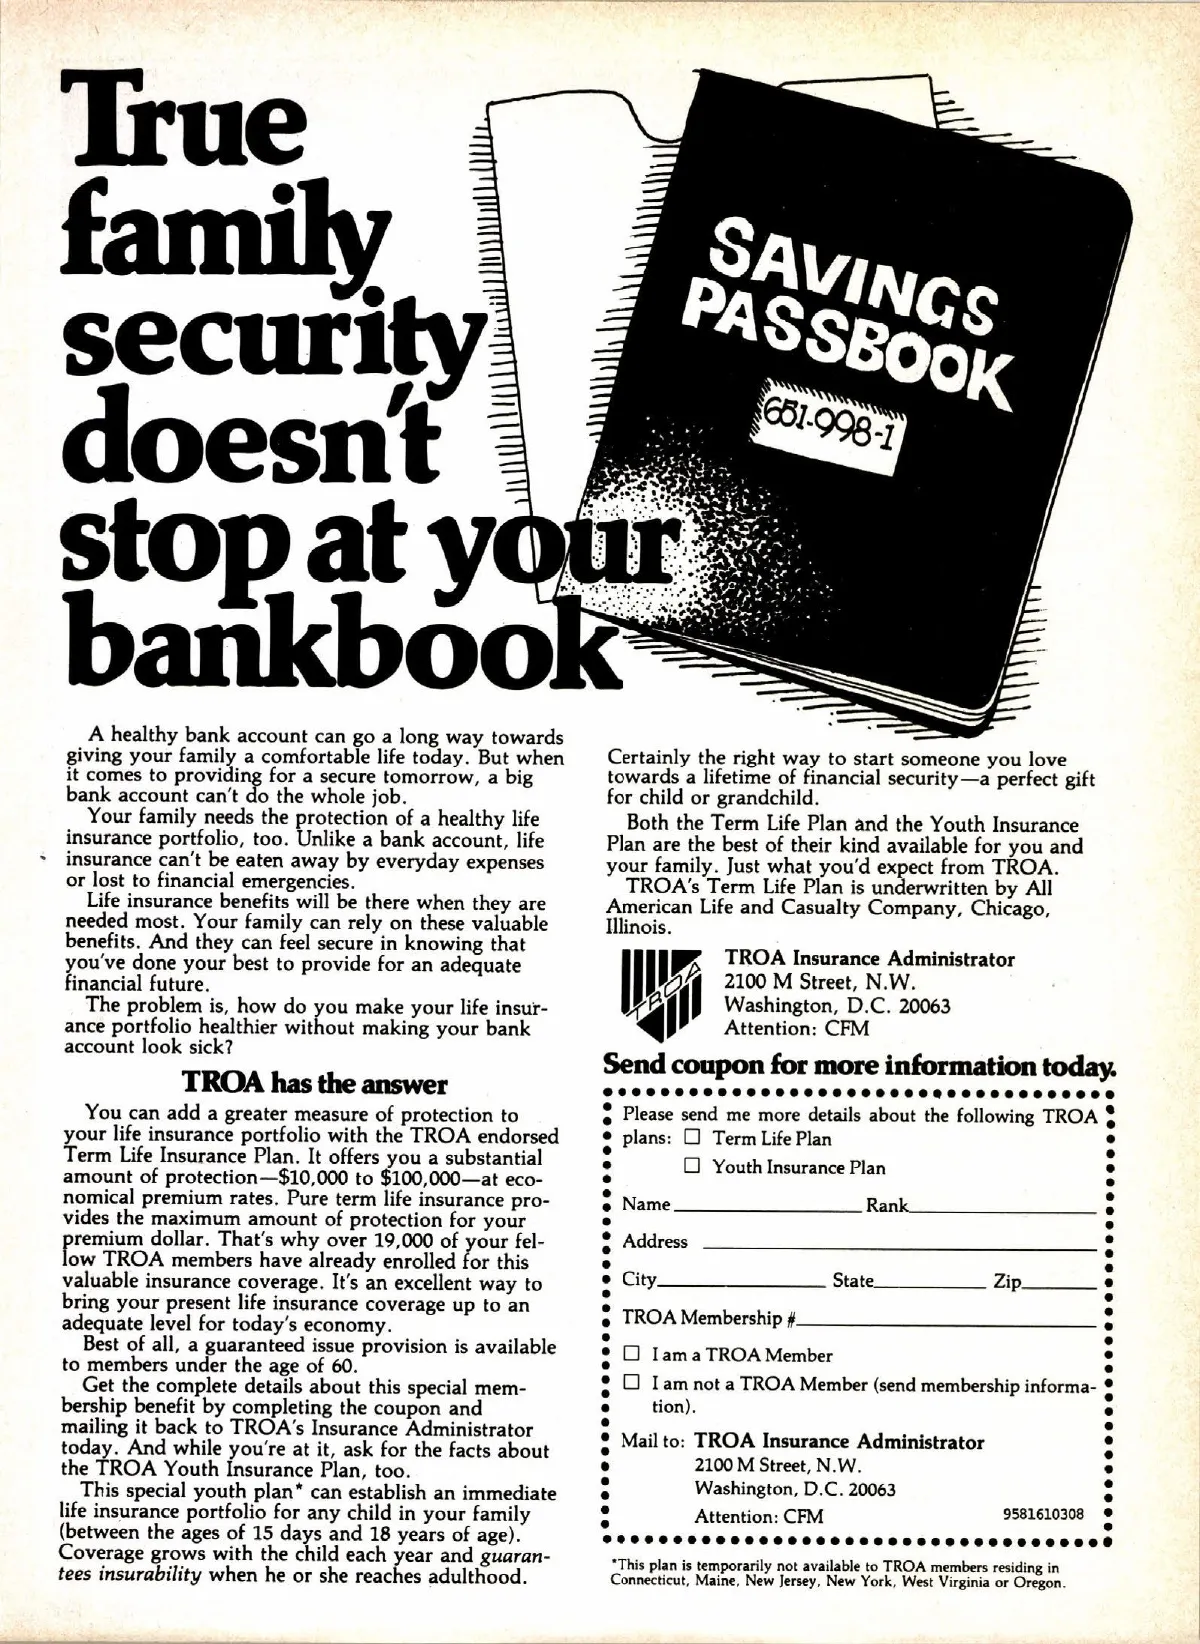 True
family
security
doesn't
stop at your
bankbook
SAVINGS
PASSBOOK
651-998-1
A healthy bank account can go a long way towards
giving your family a comfortable life today. But when
it comes to providing for a secure tomorrow, a big
bank account can't do the whole job.
Your family needs the protection of a healthy life
insurance portfolio, too. Unlike a bank account, life
insurance can't be eaten away by everyday expenses
or lost to financial emergencies.
Life insurance benefits will be there when they are
needed most. Your family can rely on these valuable
benefits. And they can feel secure in knowing that
you've done your best to provide for an adequate
financial future.
The problem is, how do you make your life insur-
ance portfolio healthier without making your bank
account look sick?
TROA has the answer
You can add a greater measure of protection to
your life insurance portfolio with the TROA endorsed
Term Life Insurance Plan. It offers you a substantial
amount of protection—$10,000 to $100,000—at eco-
nomical premium rates. Pure term life insurance pro-
vides the maximum amount of protection for your
premium dollar. That's why over 19,000 of your fel-
low TROA members have already enrolled for this
valuable insurance coverage. It's an excellent way to
bring your present life insurance coverage up to an
adequate level for today's economy.
Best of all, a guaranteed issue provision is available
to members under the age of 60.
Get the complete details about this special mem-
bership benefit by completing the coupon and
mailing it back to TROA's Insurance Administrator
today. And while you're at it, ask for the facts about
the TROA Youth Insurance Plan, too.
This special youth plan* can establish an immediate
life insurance portfolio for any child in your family
(between the ages of 15 days and 18 years of age).
Coverage grows with the child each year and guaran-
tees insurability when he or she reaches adulthood.
Certainly the right way to start someone you love
towards a lifetime of financial security—a perfect gift
for child or grandchild.
Both the Term Life Plan and the Youth Insurance
Plan are the best of their kind available for you and
your family. Just what you'd expect from TROA.
TROA's Term Life Plan is underwritten by All
American Life and Casualty Company, Chicago,
Illinois.
TROA
TROA Insurance Administrator
2100 M Street, N.W.
Washington, D.C. 20063
Attention: CFM
Send coupon for more information today.
Please send me more details about the following TROA
plans: □ Term Life Plan
□ Youth Insurance Plan
Name Rank
Address
City State Zip
TROA Membership #
□ I am a TROA Member
□ I am not a TROA Member (send membership informa-
tion).
Mail to: TROA Insurance Administrator
2100 M Street, N.W.
Washington, D.C. 20063
Attention: CFM 9581610308
*This plan is temporarily not available to TROA members residing in
Connecticut, Maine, New Jersey, New York, West Virginia or Oregon.